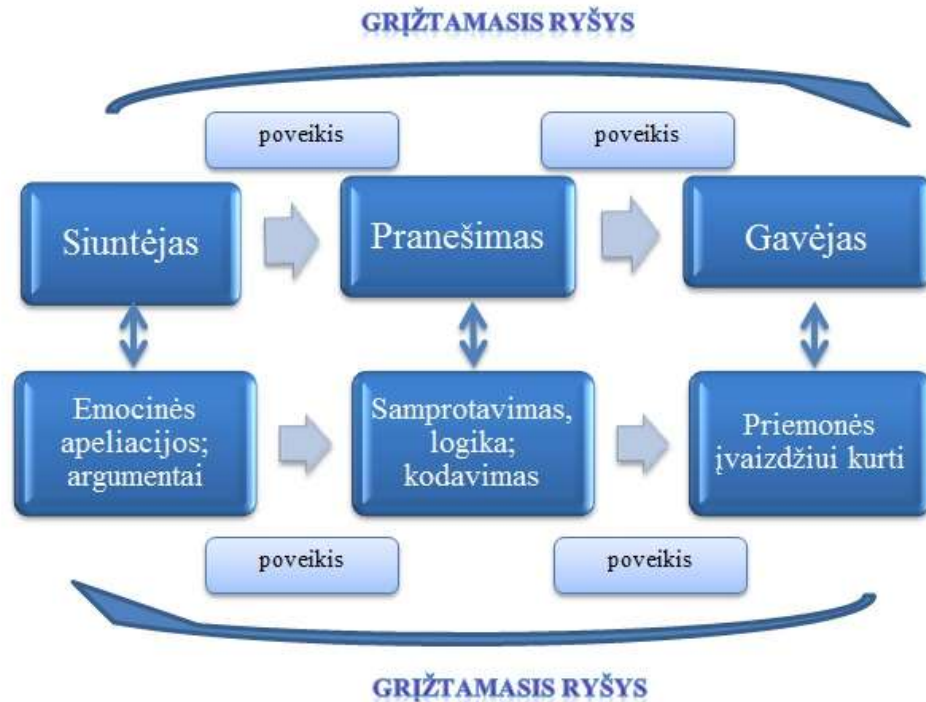 GRĮŽTAMASIS RYŠYS
poveikis
poveikis
Siuntėjas
Pranešimas
Gavėjas
Emocinės
apeliacijos;
argumentai
Samprotavimas,
logika;
kodavimas
Priemonės
įvaizdžiui kurti
poveikis
poveikis
GRĮŽTAMASIS RYŠYS